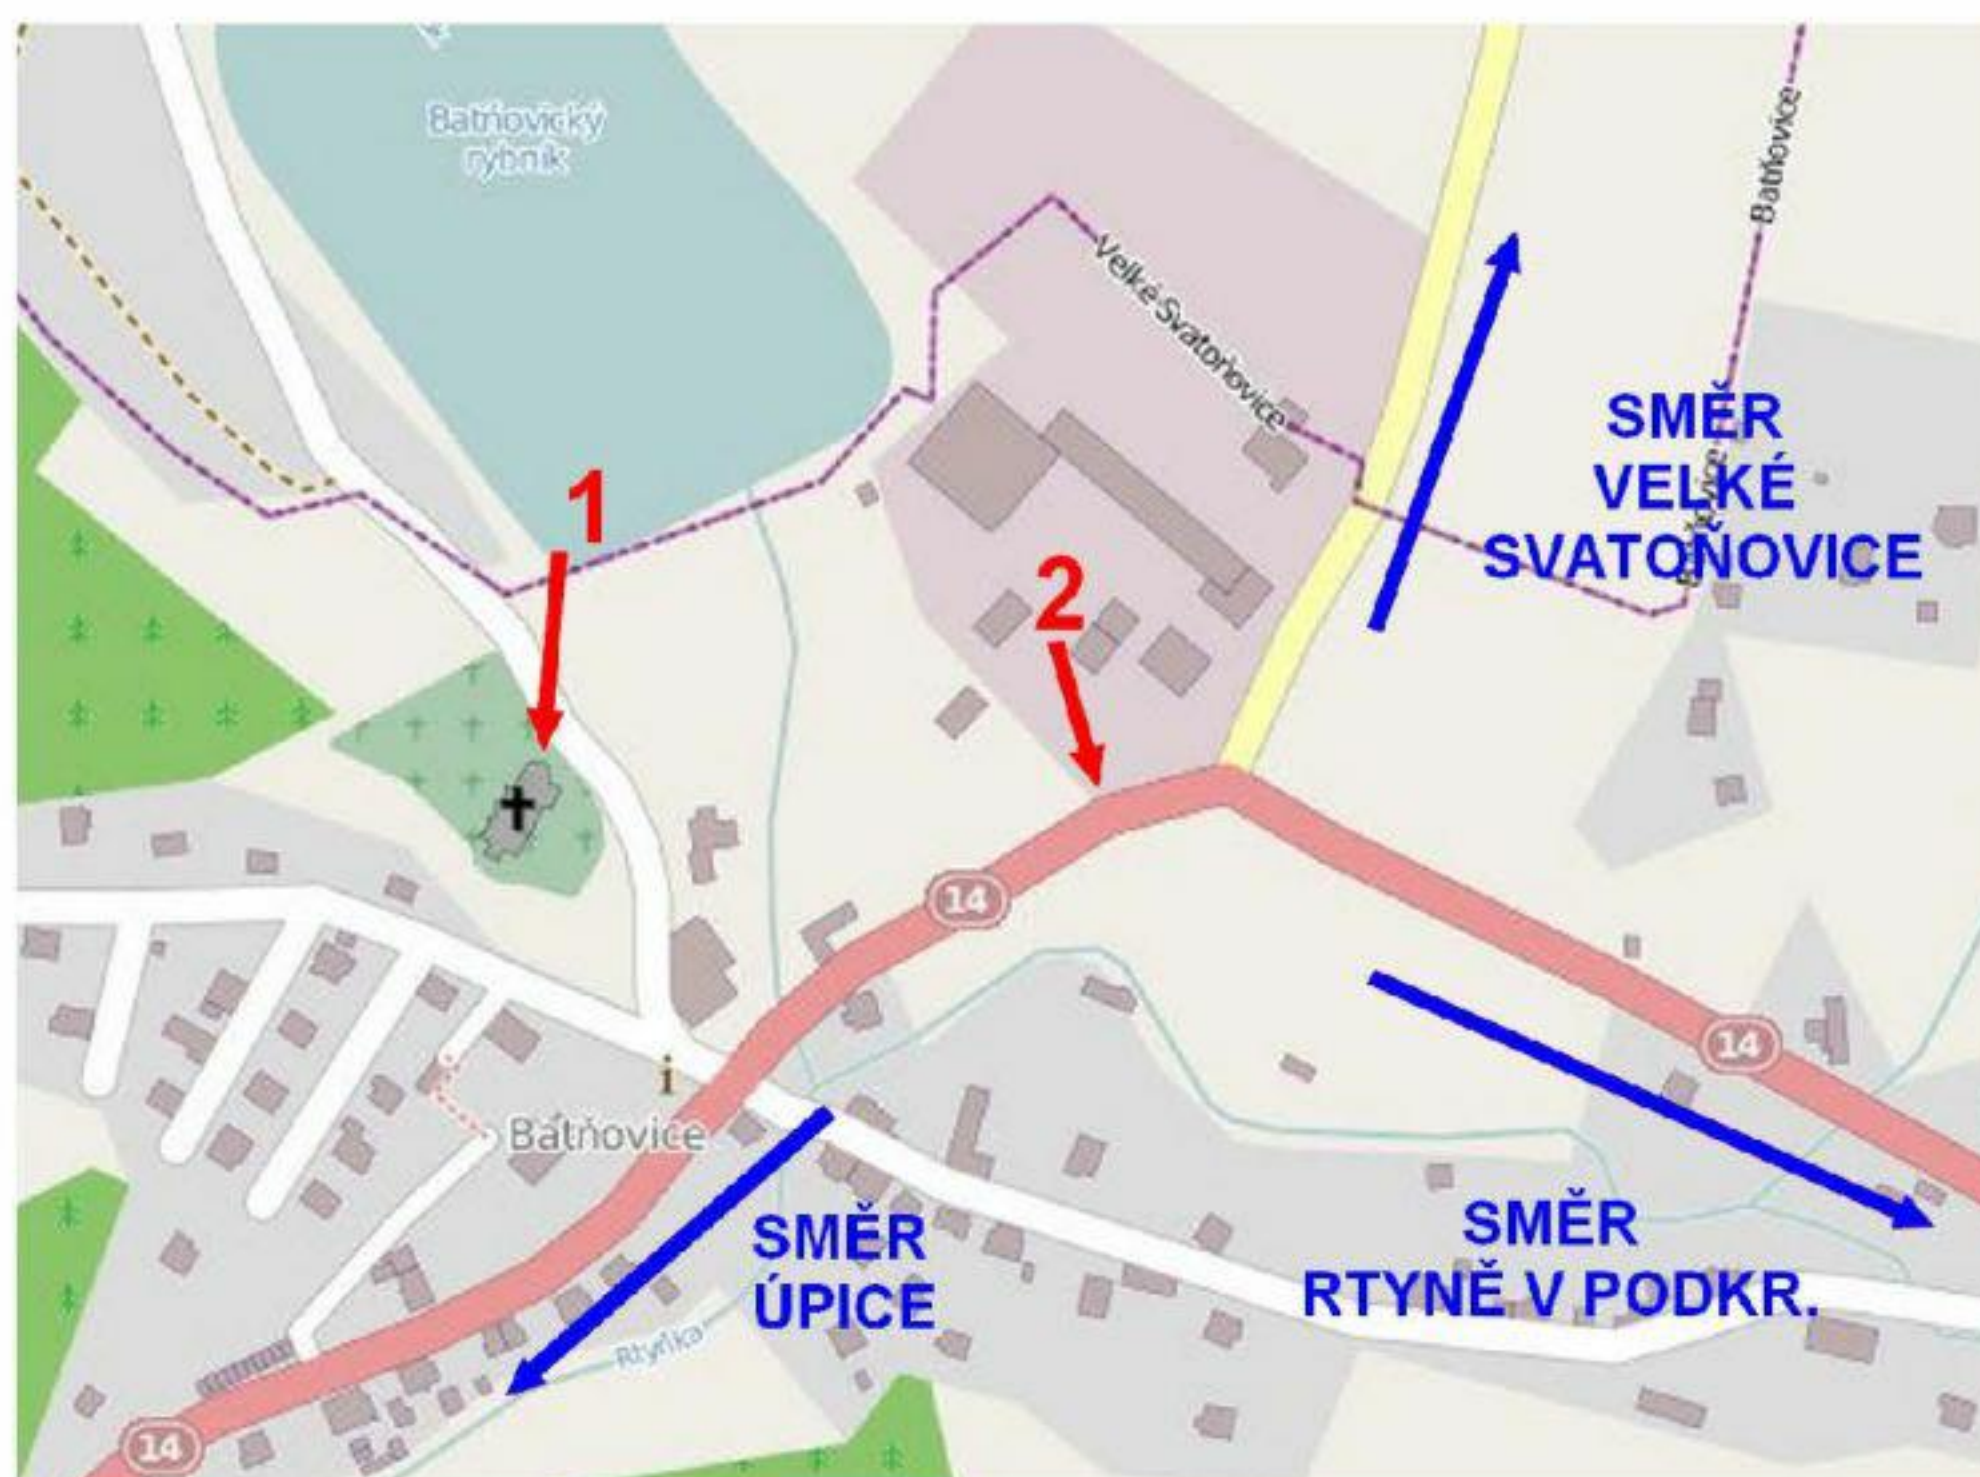 Batňovický
rybník
Batňovice
Velké Svatoňovice
1
2
SMĚR
VELKÉ
SVATOŇOVICE
14
14
i
Batňovice
SMĚR
ÚPICE
SMĚR
RTYNĚ V PODKR.
Rtyňka
14